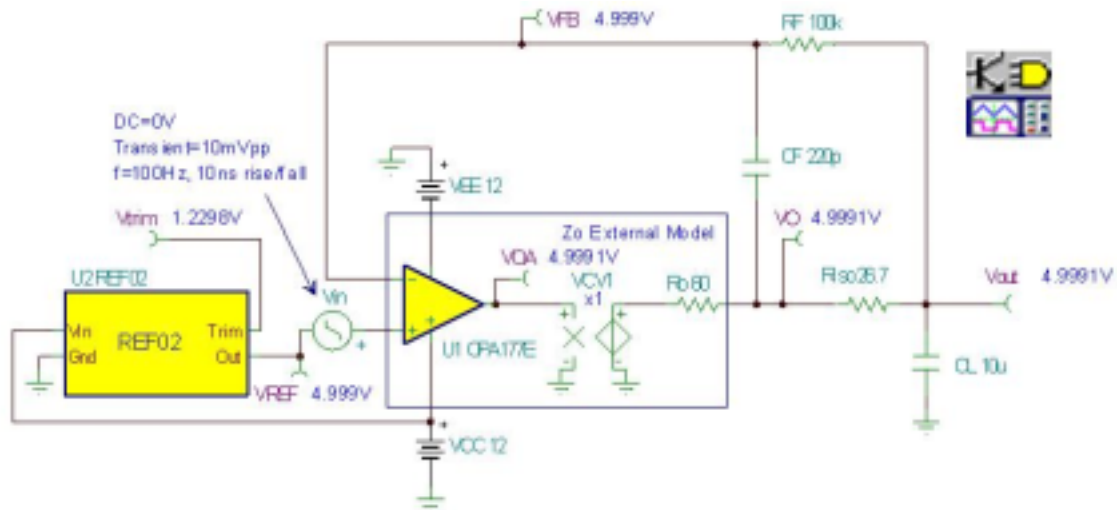 VFB 4.999V
RF 100k
DC=0V
Transient=10mVpp
f=100Hz, 10ns rise/fall
CF 220p
VEE 12
Vtrim 1.2298V
Zo External Model
VO 4.9991V
VOA 4.9991V
U2 REF02
Vin
VCV1
x1
Ro 60
Riso 26.7
Vout 4.9991V
Vin
Trim
REF02
Gnd
Out
U1 OPA177/E
CL 10u
VREF 4.999V
VCC 12